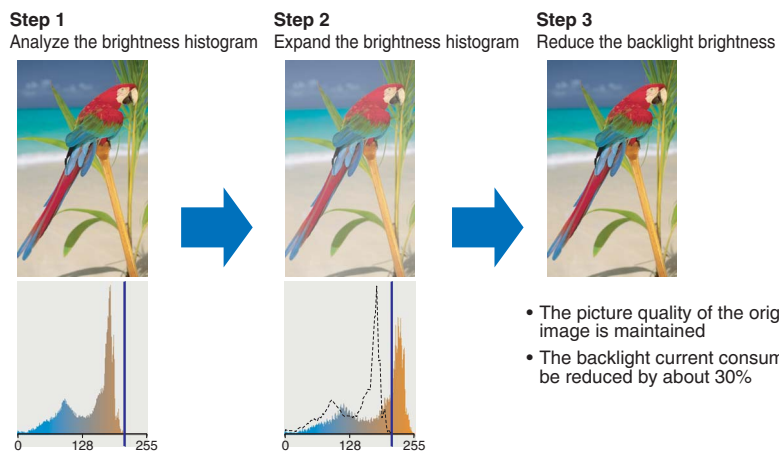 Step 1
Analyze the brightness histogram
Step 2
Expand the brightness histogram
Step 3
Reduce the backlight brightness
0 128 255
0 128 255
• The picture quality of the
image is maintained
• The backlight current
be reduced by about 30%